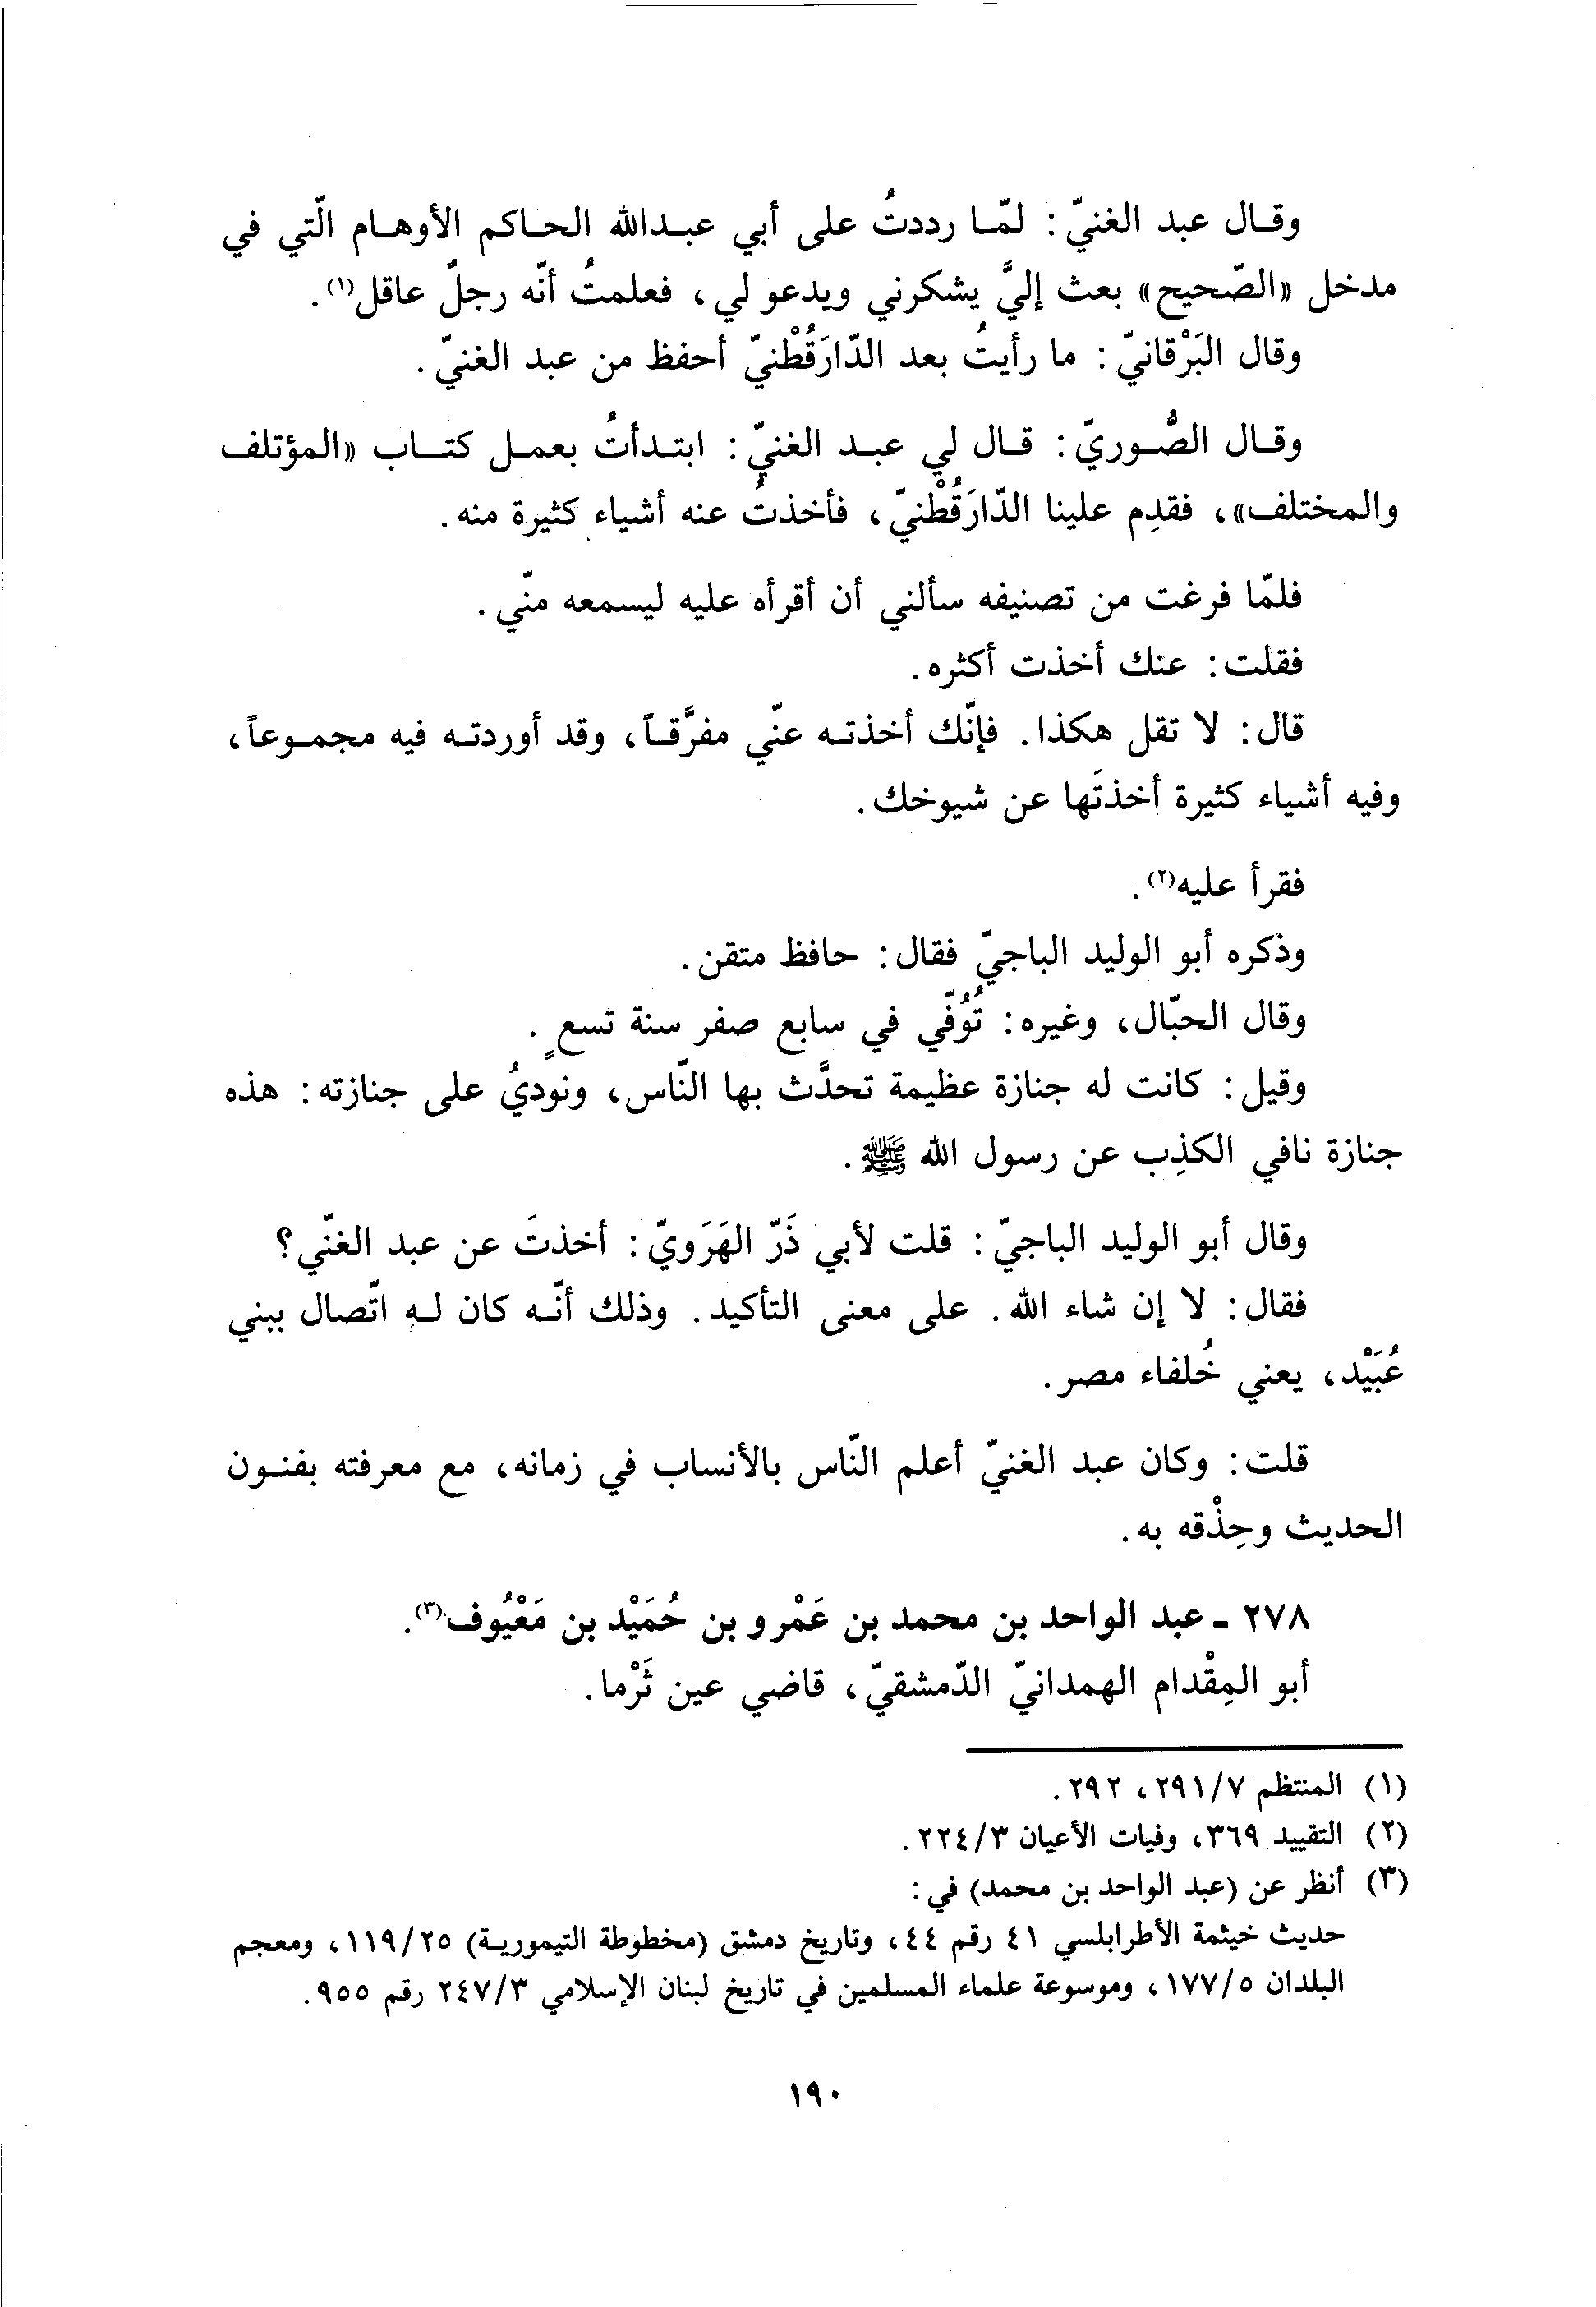 وقال عبد الغنيّ: لمّا رددتُ على أبي عبدالله الحاكم الأوهام الّتي في
مدخل «الصّحيح» بعث إليَّ يشكرني ويدعو لي، فعلمتُ أنّه رجلٌ عاقل(١).
وقال البَرْقانيّ: ما رأيتُ بعد الدّارَقُطْنيّ أحفظ من عبد الغنيّ.
وقال الصُّوريّ: قال لي عبد الغنيّ: ابتدأتُ بعمل كتاب «المؤتلف
والمختلف»، فقدِم علينا الدّارَقُطْنيّ، فأخذتُ عنه أشياء كثيرة منه.
فلمّا فرغت من تصنيفه سألني أن أقرأه عليه ليسمعه منّي.
فقلت: عنك أخذت أكثره.
قال: لا تقل هكذا. فإنّك أخذته عنّي مفرَّقاً، وقد أوردته فيه مجموعاً،
وفيه أشياء كثيرة أخذتَها عن شيوخك.
فقرأ عليه(٢).
وذكره أبو الوليد الباجيّ فقال: حافظ متقن.
وقال الحبّال، وغيره: تُوُفّي في سابع صفر سنة تسعٍ.
وقيل: كانت له جنازة عظيمة تحدَّث بها النّاس، ونوديُ على جنازته: هذه
جنازة نافي الكذِب عن رسول الله ﷺ.
وقال أبو الوليد الباجيّ: قلت لأبي ذَرّ الهَرَويّ: أخذتَ عن عبد الغنّي؟
فقال: لا إن شاء الله. على معنى التأكيد. وذلك أنّه كان له اتّصال ببني
عُبَيْد، يعني خُلفاء مصر.
قلت: وكان عبد الغنيّ أعلم النّاس بالأنساب في زمانه، مع معرفته بفنون
الحديث وحِذْقه به.
٢٧٨ - عبد الواحد بن محمد بن عَمْرو بن حُمَيْد بن مَعْيُوف(٣).
أبو المِقْدام الهمدانيّ الدّمشقيّ، قاضي عين ثَرْما.
(١) المنتظم ٢٩١/٧، ٢٩٢.
(٢) التقييد ٣٦٩، وفيات الأعيان ٢٢٤/٣.
(٣) أنظر عن (عبد الواحد بن محمد) في:
حديث خيثمة الأطرابلسي ٤١ رقم ٤٤، وتاريخ دمشق (مخطوطة التيمورية) ١١٩/٢٥، ومعجم
البلدان ١٧٧/٥، وموسوعة علماء المسلمين في تاريخ لبنان الإسلامي ٢٤٧/٣ رقم ٩٥٥.
١٩٠